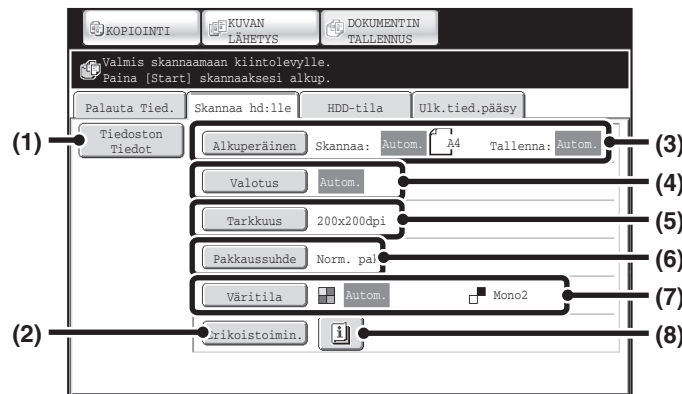 KOPIOINTI
KUVAN
LÄHETYS
DOKUMENTIN
TALLENNUS
Valmis skannaamaan kiintolevylle.
Paina [Start] skannaaksesi alkup.
Palauta Tied.
Skannaa hd:lle
HDD-tila
Ulk.tied.pääsy
(1)
Tiedoston
Tiedot
Alkuperäinen
Skannaa:
Autom.
A4
Tallenna:
Autom.
(3)
Valotus
Autom.
(4)
Tarkkuus
200x200dpi
(5)
Pakkaussuhde
Norm.
(6)
Väritila
Autom.
Mono2
(7)
(2)
rikoistoimin.
(8)